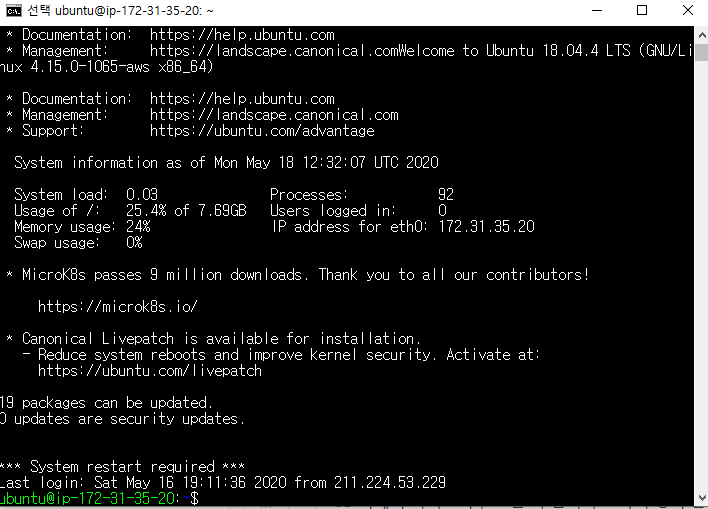 선택 ubuntu@ip-172-31-35-20: ~
* Documentation:  https://help.ubuntu.com
* Management:     https://landscape.canonical.comWelcome to Ubuntu 18.04.4 LTS (GNU/Li
nux 4.15.0-1065-aws x86_64)
* Documentation:  https://help.ubuntu.com
* Management:     https://landscape.canonical.com
* Support:        https://ubuntu.com/advantage
System information as of Mon May 18 12:32:07 UTC 2020
System load:  0.03              Processes:           92
Usage of /:   25.4% of 7.69GB   Users logged in:     0
Memory usage: 24%               IP address for eth0: 172.31.35.20
Swap usage:   0%
* MicroK8s passes 9 million downloads. Thank you to all our contributors!
https://microk8s.io/
* Canonical Livepatch is available for installation.
- Reduce system reboots and improve kernel security. Activate at:
https://ubuntu.com/livepatch
19 packages can be updated.
0 updates are security updates.
*** System restart required ***
Last login: Sat May 16 19:11:36 2020 from 211.224.53.229
ubuntu@ip-172-31-35-20:~$